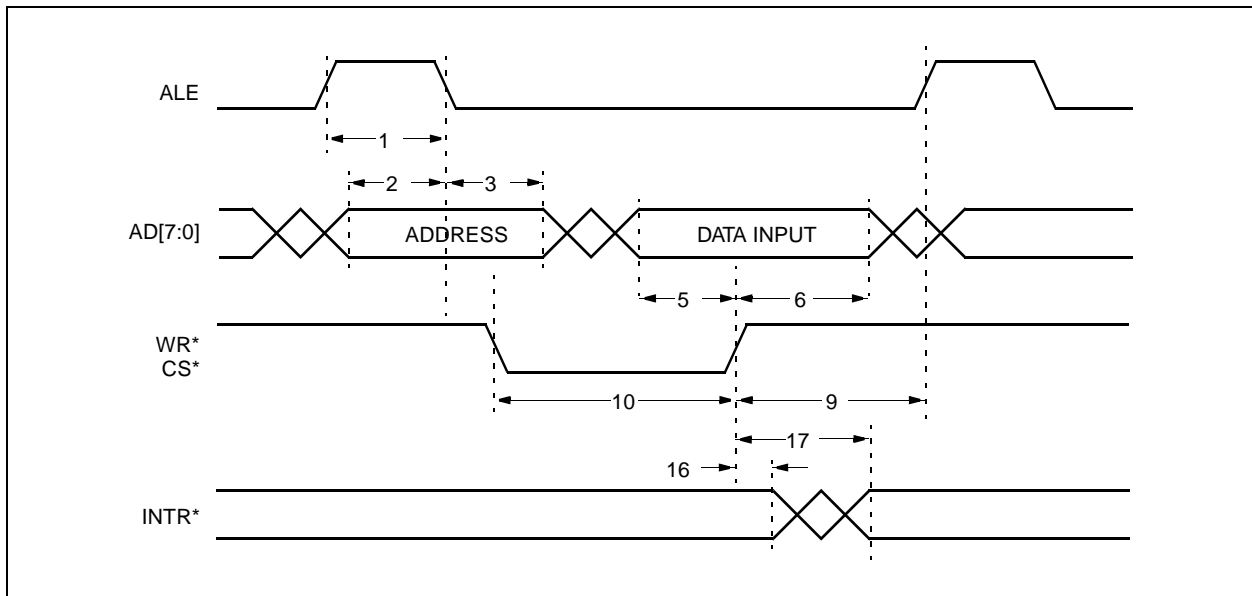 ALE
1
2
3
AD[7:0]
ADDRESS
DATA INPUT
5
6
WR*
CS*
10
9
17
16
INTR*